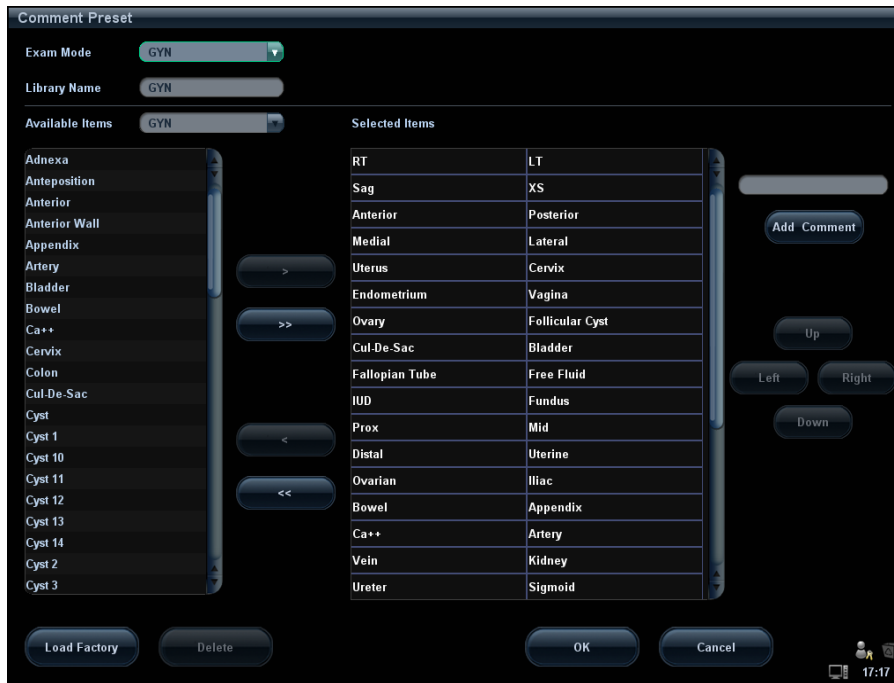 Comment Preset
Exam Mode GYN
Library Name GYN
Available Items GYN Selected Items
Adnexa
Anteposition
Anterior
Anterior Wall
Appendix
Artery
Bladder
Bowel
Ca++
Cervix
Colon
Cul-De-Sac
Cyst
Cyst 1
Cyst 10
Cyst 11
Cyst 12
Cyst 13
Cyst 14
Cyst 2
Cyst 3
>
>>
<
<<
RT LT
Sag XS
Anterior Posterior
Medial Lateral
Uterus Cervix
Endometrium Vagina
Ovary Follicular Cyst
Cul-De-Sac Bladder
Fallopian Tube Free Fluid
IUD Fundus
Prox Mid
Distal Uterine
Ovarian Iliac
Bowel Appendix
Ca++ Artery
Vein Kidney
Ureter Sigmoid
Add Comment
Up
Left Right
Down
Load Factory Delete OK Cancel
17:17